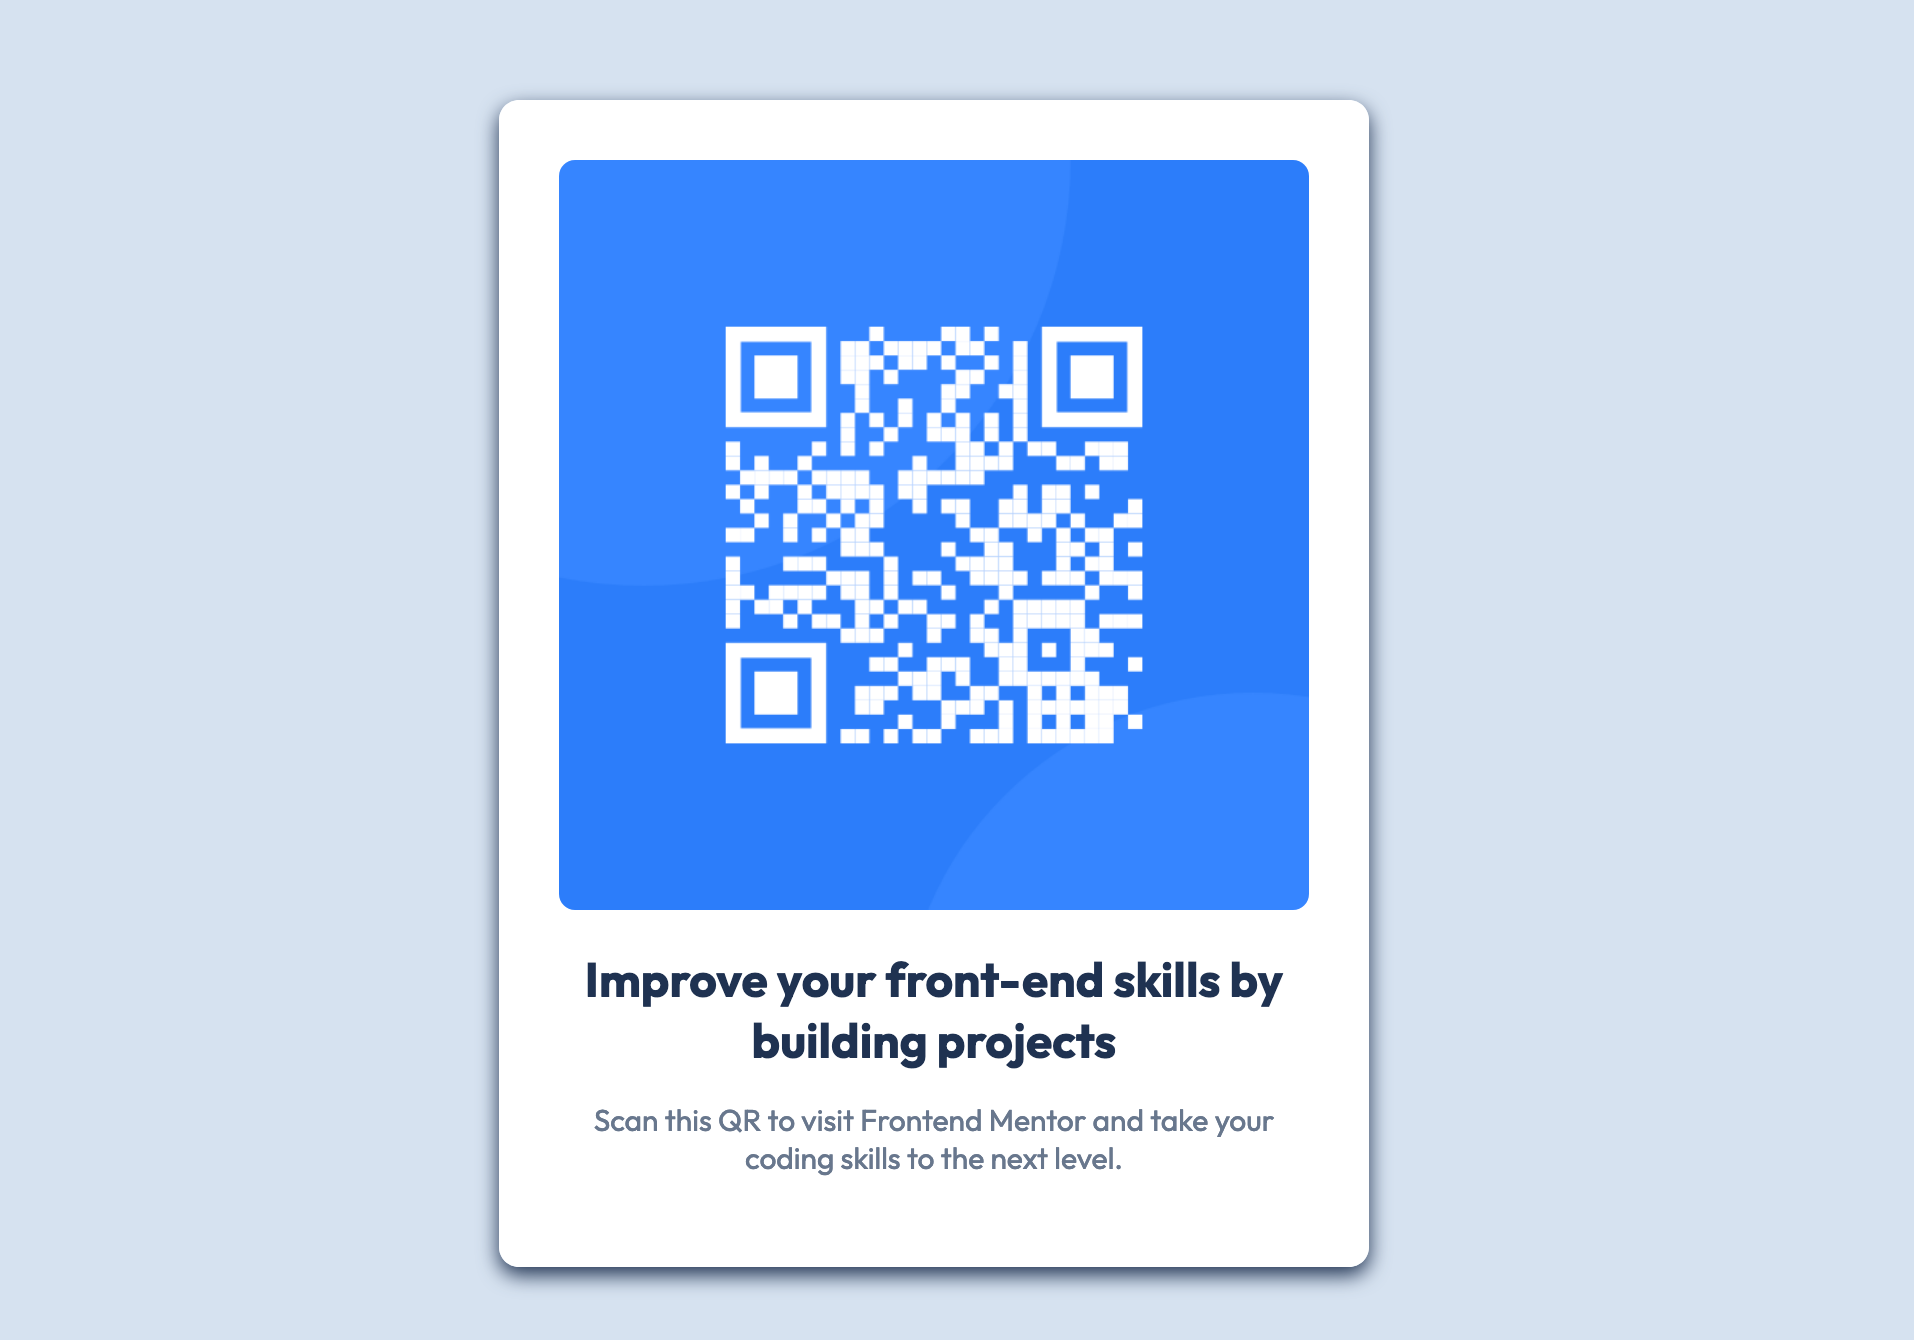 Improve your front-end skills by
building projects
Scan this QR to visit Frontend Mentor and take your
coding skills to the next level.